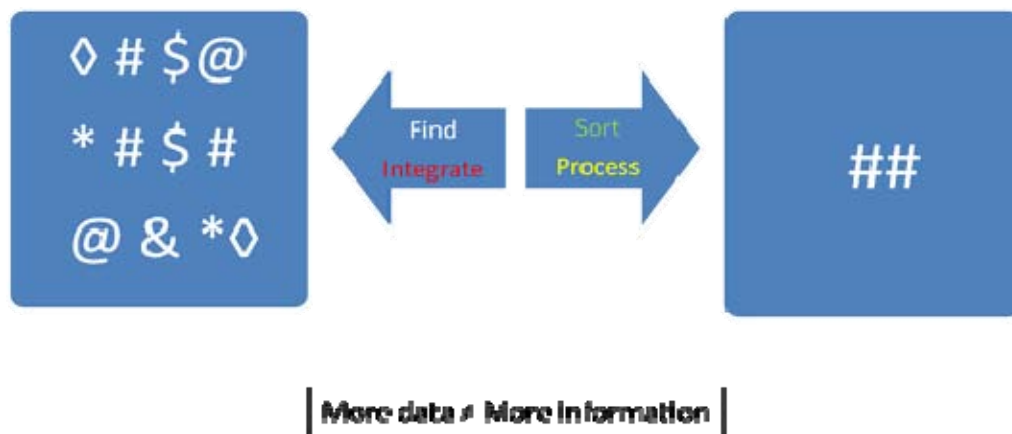 ◊ # $@
* # $ #
@ & *◊
Find
Integrate
Sort
Process
##
More data ≠ More information